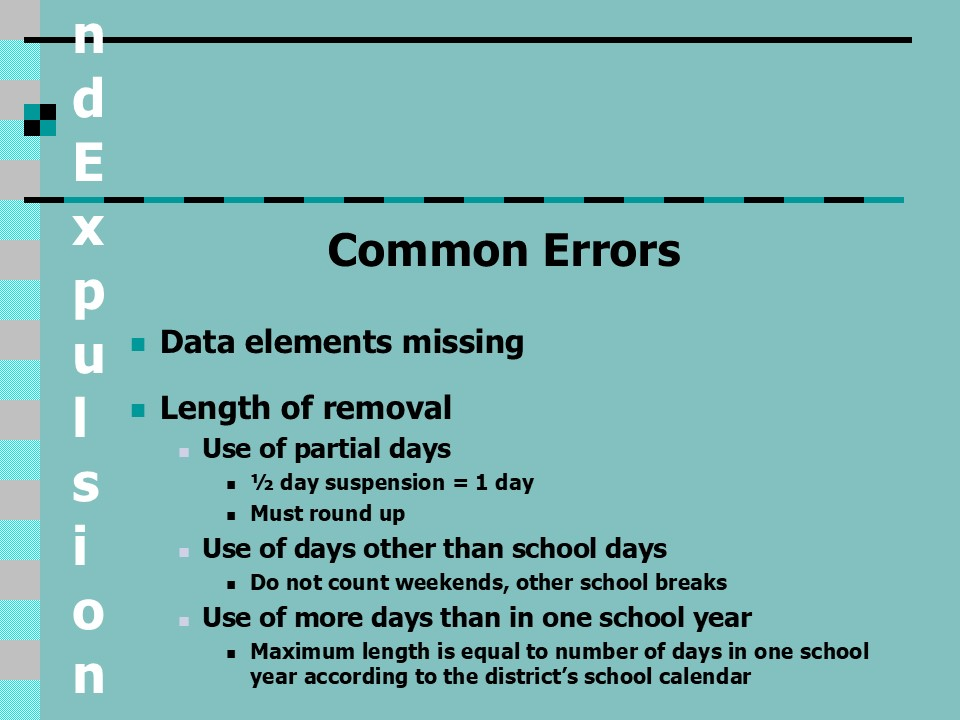 n
d
E
x
p
u
l
s
i
o
n
Common Errors
Data elements missing
Length of removal
Use of partial days
½ day suspension = 1 day
Must round up
Use of days other than school days
Do not count weekends, other school breaks
Use of more days than in one school year
Maximum length is equal to number of days in one school
year according to the district’s school calendar